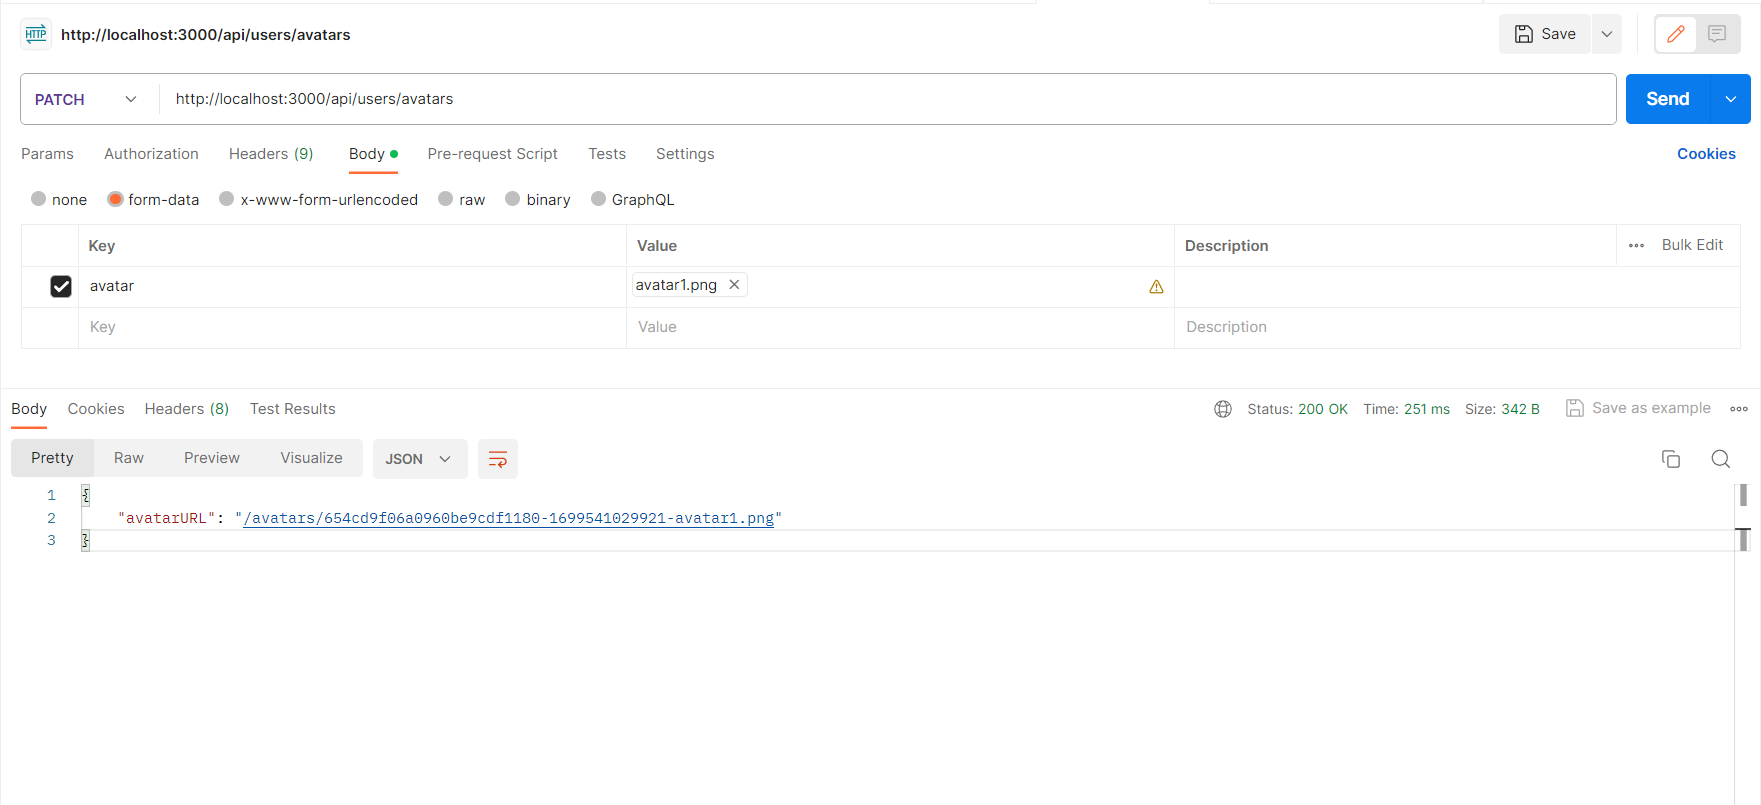 HTTP http://localhost:3000/api/users/avatars Save
PATCH http://localhost:3000/api/users/avatars Send
Params Authorization Headers (9) Body Pre-request Script Tests Settings Cookies
none form-data x-www-form-urlencoded raw binary GraphQL
Key Value Description Bulk Edit
avatar avatar1.png
Key Value Description
Body Cookies Headers (8) Test Results Status: 200 OK Time: 251 ms Size: 342 B Save as example
Pretty Raw Preview Visualize JSON
1 {
2 "avatarURL": "/avatars/654cd9f06a0960be9cdf1180-1699541029921-avatar1.png"
3 }